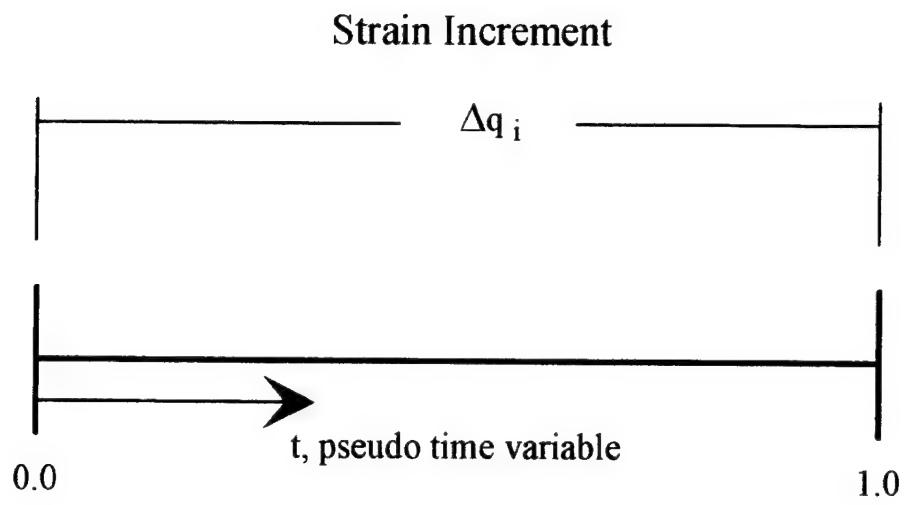 Strain Increment
Δq i
t, pseudo time variable
0.0
1.0